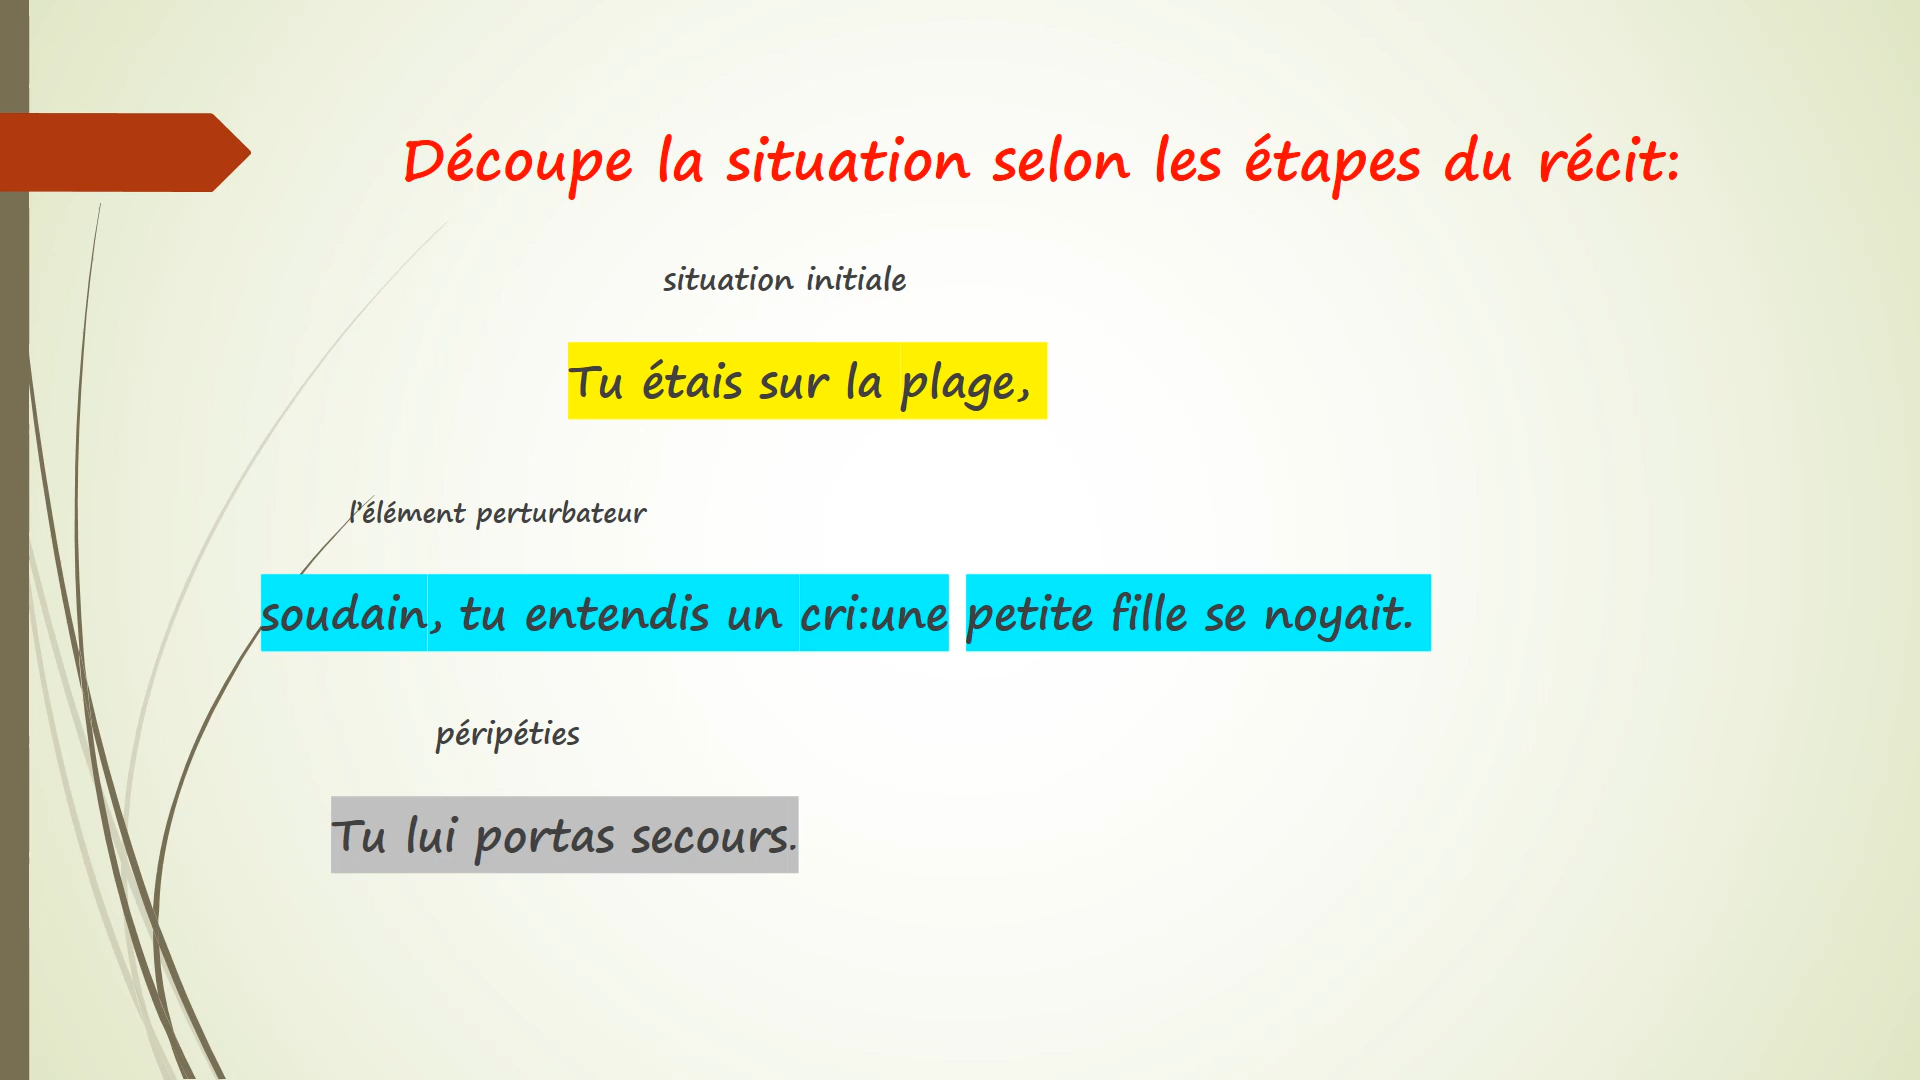 Découpe la situation selon les étapes du récit:
situation initiale
Tu étais sur la plage,
l’élément perturbateur
soudain, tu entendis un cri:une petite fille se noyait.
péripéties
Tu lui portas secours.